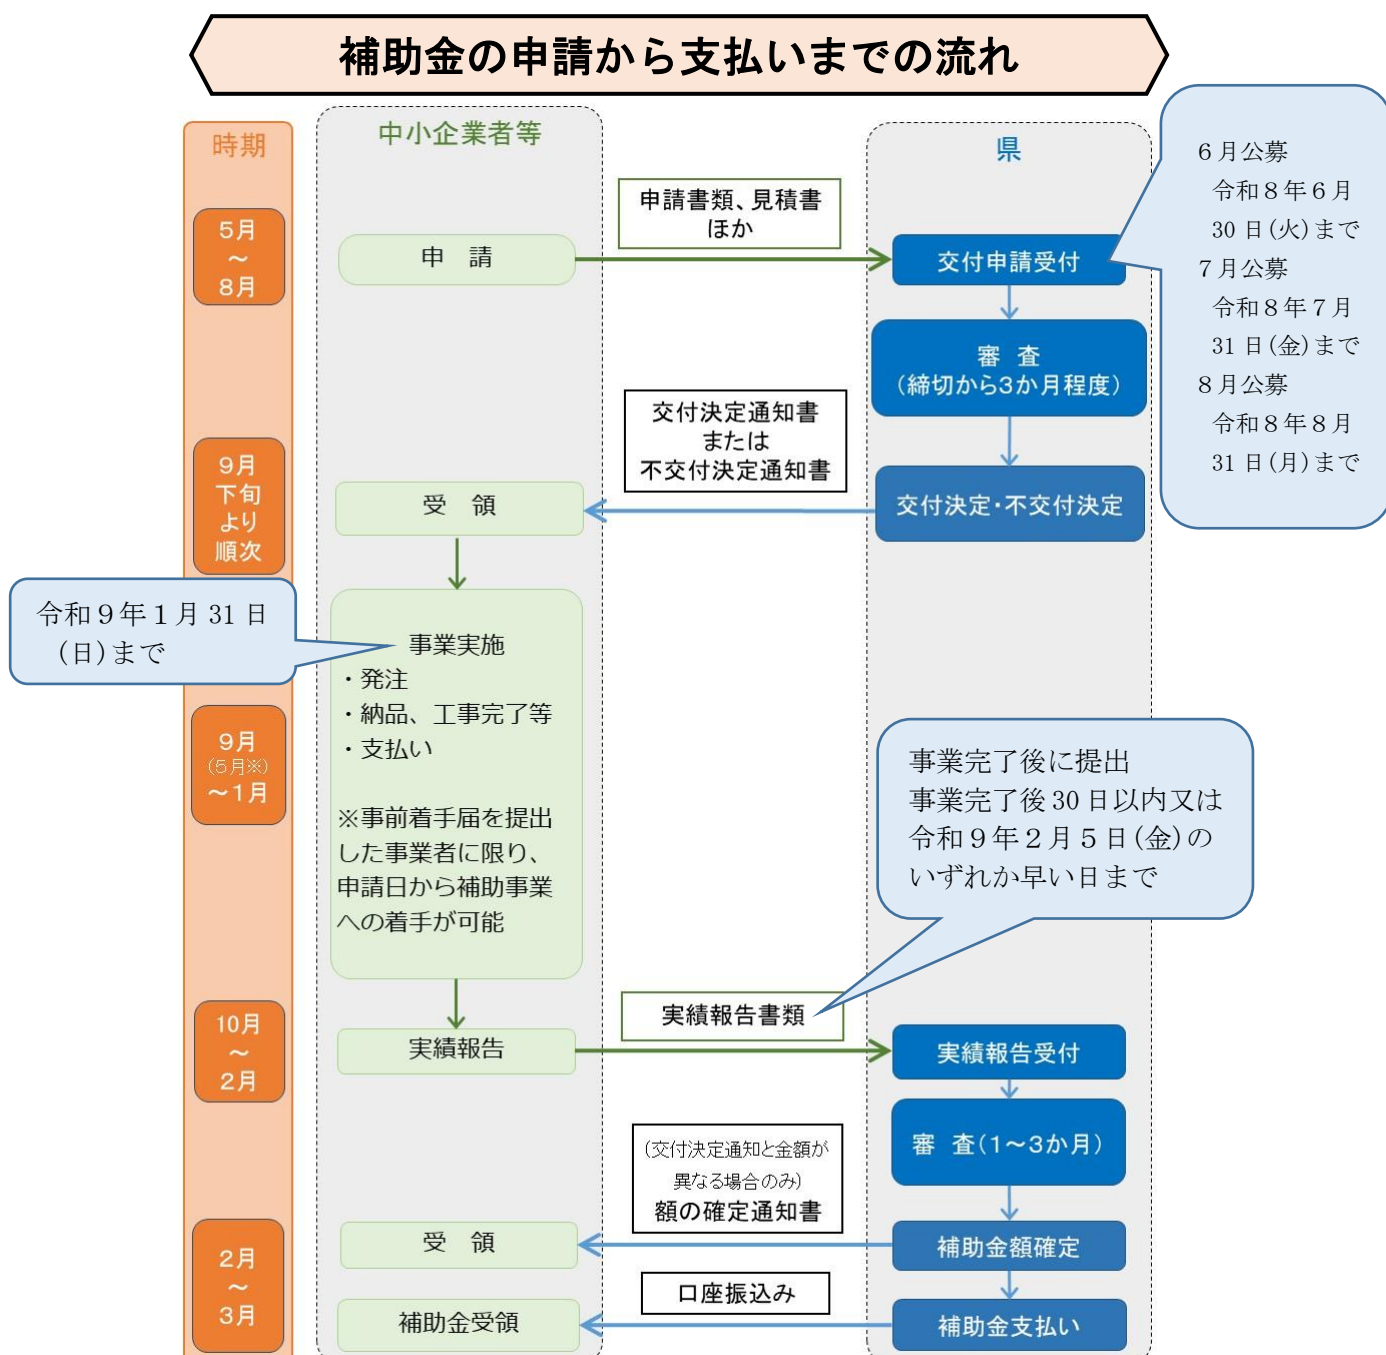 補助金の申請から支払いまでの流れ
時期
中小企業者等
県
5月
～
8月
申　請
申請書類、見積書
ほか
交付申請受付
6月公募
令和8年6月
30日(火)まで
7月公募
令和8年7月
31日(金)まで
8月公募
令和8年8月
31日(月)まで
審　査
(締切から3か月程度)
9月
下旬
より
順次
受　領
交付決定通知書
または
不交付決定通知書
交付決定・不交付決定
令和9年1月31日
(日)まで
9月
(5月※)
～1月
事業実施
・発注
・納品、工事完了等
・支払い
※事前着手届を提出
した事業者に限り、
申請日から補助事業
への着手が可能
事業完了後に提出
事業完了後30日以内又は
令和9年2月5日(金)の
いずれか早い日まで
10月
～
2月
実績報告
実績報告書類
実績報告受付
審　査(1～3か月)
2月
～
3月
受　領
(交付決定通知と金額が
異なる場合のみ)
額の確定通知書
補助金額確定
補助金受領
口座振込み
補助金支払い